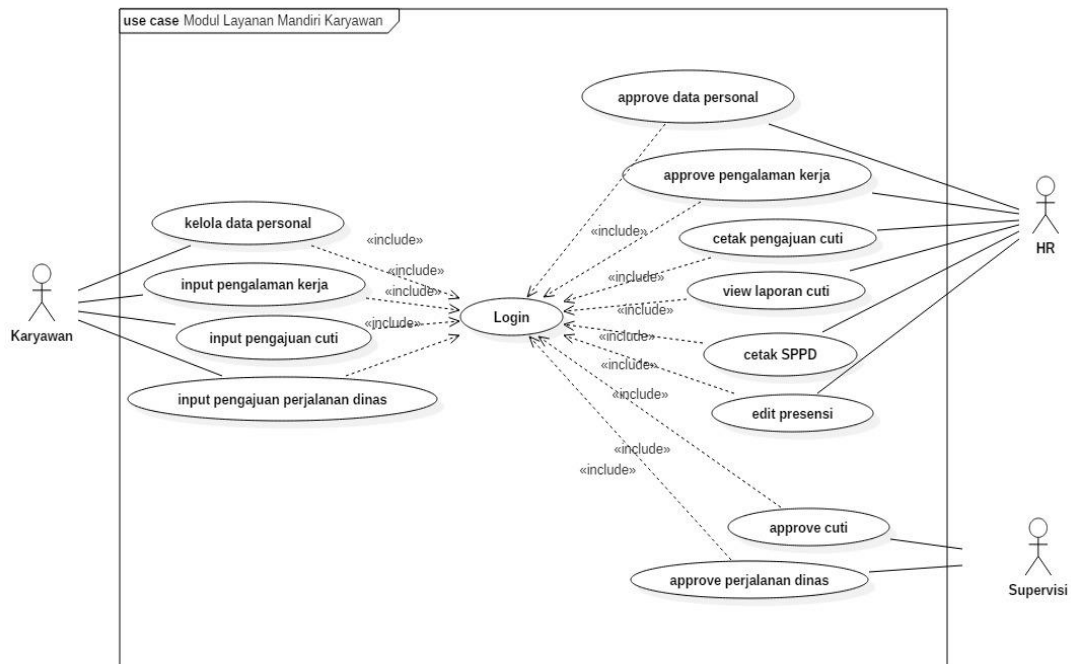 use case Modul Layanan Mandiri Karyawan
approve data personal
approve pengalaman kerja
kelola data personal
«include»
«include»
cetak pengajuan cuti
HR
«include»
«include»
input pengalaman kerja
«include»
view laporan cuti
«include»
Login
Karyawan
input pengajuan cuti
«include»
«include»
cetak SPPD
«include»
input pengajuan perjalanan dinas
«include»
edit presensi
«include»
«include»
approve cuti
approve perjalanan dinas
Supervisi